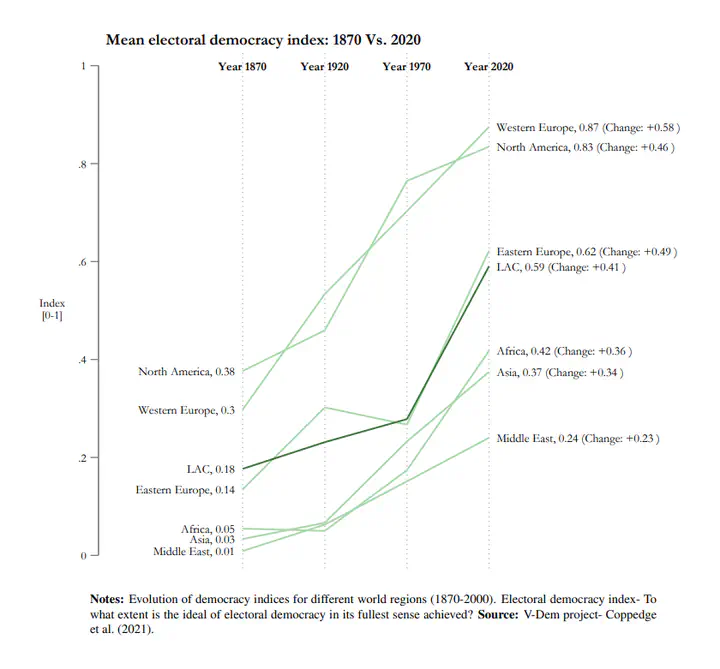 Mean electoral democracy index: 1870 Vs. 2020
Year 1870
Year 1920
Year 1970
Year 2020
1
.8
.6
.4
.2
0
Index
[0-1]
North America, 0.38
Western Europe, 0.3
LAC, 0.18
Eastern Europe, 0.14
Africa, 0.05
Asia, 0.03
Middle East, 0.01
Western Europe, 0.87 (Change: +0.58 )
North America, 0.83 (Change: +0.46 )
Eastern Europe, 0.62 (Change: +0.49 )
LAC, 0.59 (Change: +0.41 )
Africa, 0.42 (Change: +0.36 )
Asia, 0.37 (Change: +0.34 )
Middle East, 0.24 (Change: +0.23 )
Notes: Evolution of democracy indices for different world regions (1870-2000). Electoral democracy index- To
what extent is the ideal of electoral democracy in its fullest sense achieved? Source: V-Dem project- Coppedge
et al. (2021).